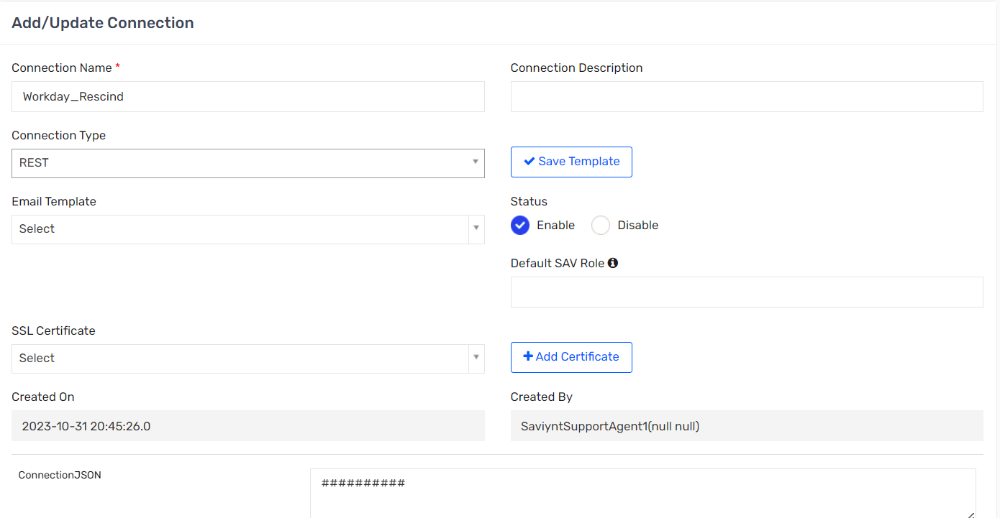 Add/Update Connection
Connection Name *
Connection Description
Workday_Rescind
Connection Type
REST
Save Template
Email Template
Status
Select
Enable
Disable
Default SAV Role
SSL Certificate
Select
Add Certificate
Created On
Created By
2023-10-31 20:45:26.0
SaviyntSupportAgent1(null null)
ConnectionJSON
##########